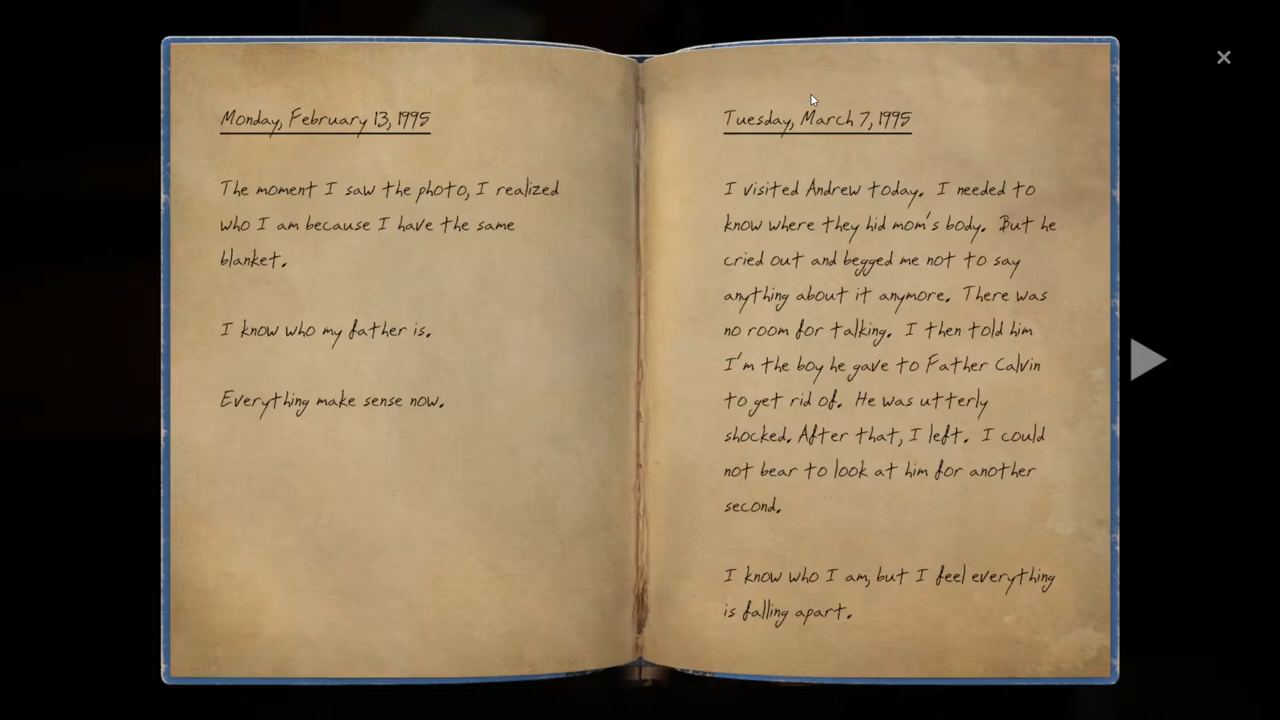 Monday, February 13, 1995
The moment I saw the photo, I realized
who I am because I have the same
blanket.
I know who my father is.
Everything make sense now.
Tuesday, March 7, 1995
I visited Andrew today. I needed to
know where they hid mom's body. But he
cried out and begged me not to say
anything about it anymore. There was
no room for talking. I then told him
I'm the boy he gave to Father Calvin
to get rid of. He was utterly
shocked. After that, I left. I could
not bear to look at him for another
second.
I know who I am, but I feel everything
is falling apart.